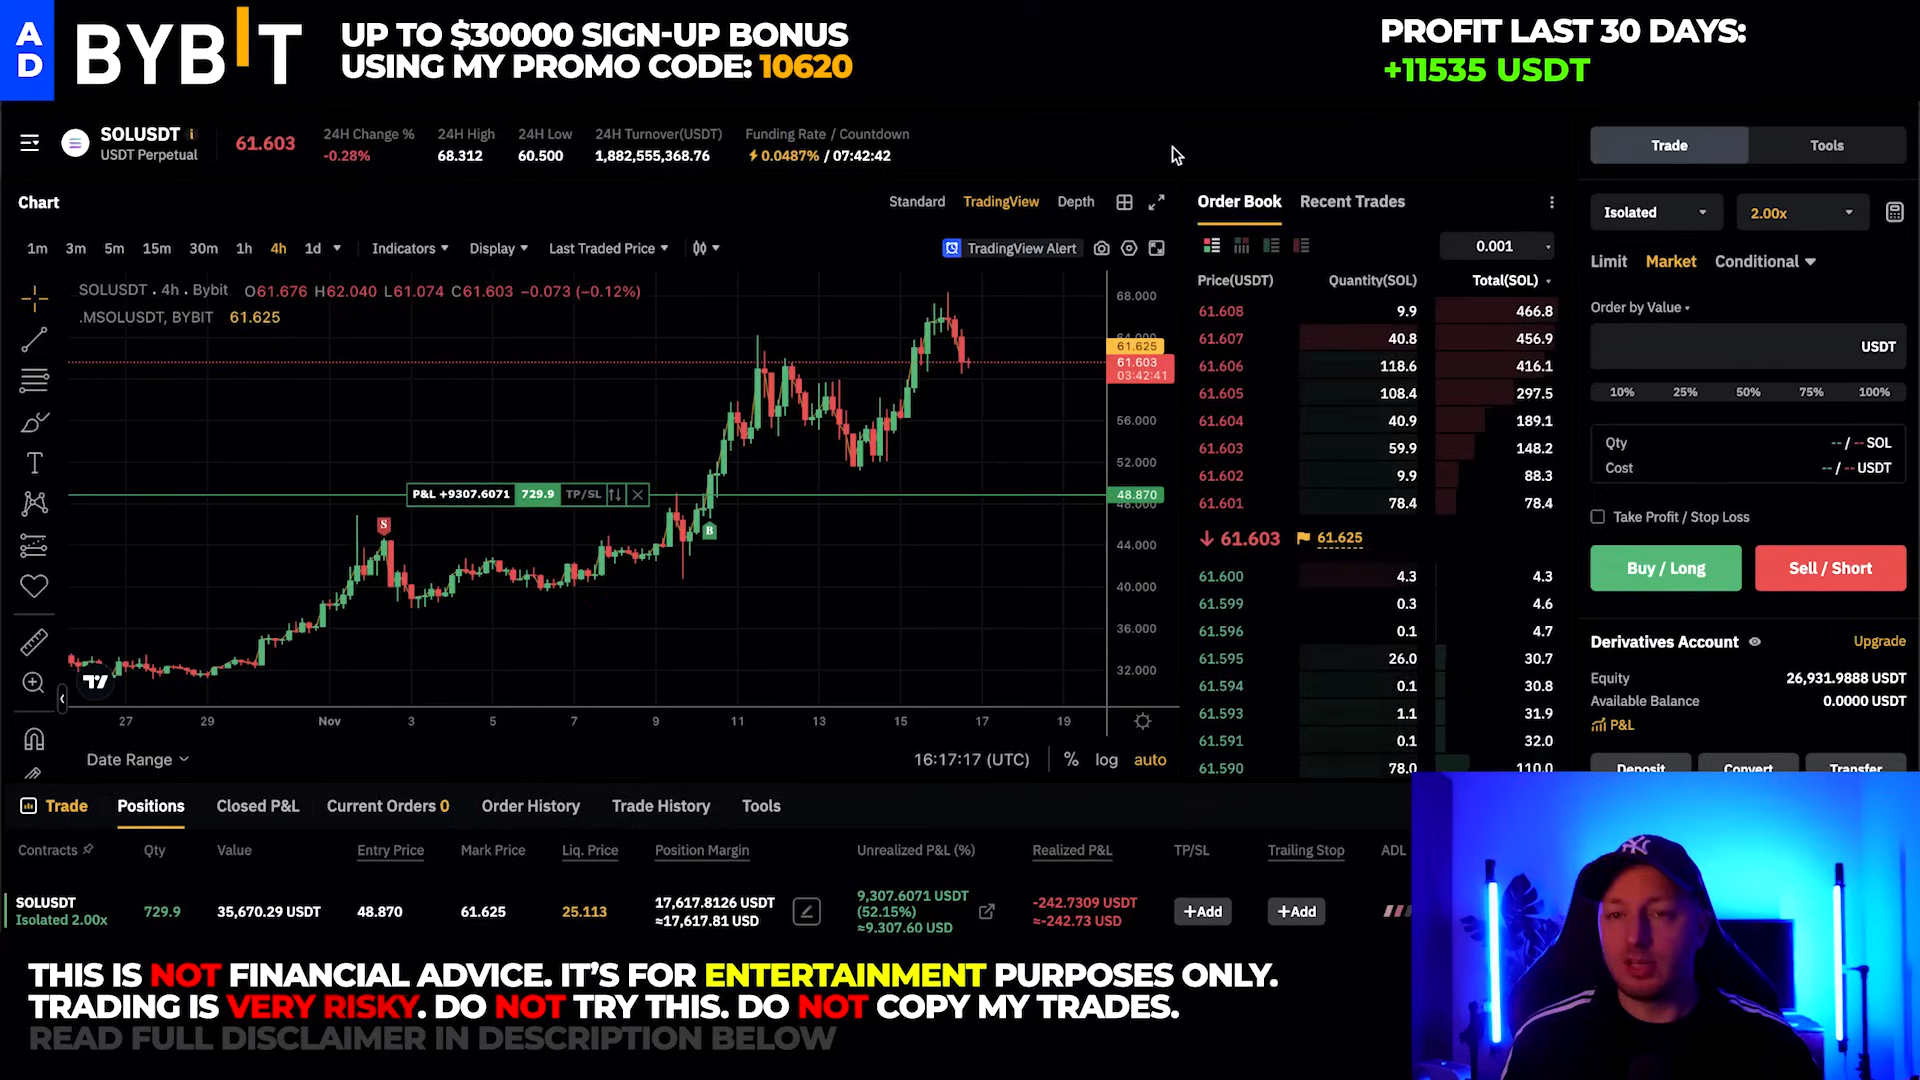 AD
BYBIT
UP TO $30000 SIGN-UP BONUS
USING MY PROMO CODE: 10620
PROFIT LAST 30 DAYS:
+11535 USDT
SOLUSDT
USDT Perpetual
61.603
24H Change %
-0.28%
24H High
68.312
24H Low
60.500
24H Turnover(USDT)
1,882,555,368.76
Funding Rate / Countdown
0.0487% / 07:42:42
Trade Tools
Chart
Standard TradingView Depth
Order Book Recent Trades
Isolated 2.00x
1m 3m 5m 15m 30m 1h 4h 1d Indicators Display Last Traded Price TradingView Alert
0.001
Limit Market Conditional
SOLUSDT . 4h . Bybit O61.676 H62.040 L61.074 C61.603 −0.073 (−0.12%)
.MSOLUSDT, BYBIT 61.625
68.000
64.000
61.625
61.603
03:42:41
56.000
52.000
48.870
48.000
44.000
40.000
36.000
32.000
P&L +9307.6071 729.9 TP/SL
S
B
27 29 Nov 3 5 7 9 11 13 15 17 19
Date Range 16:17:17 (UTC) % log auto
Price(USDT) Quantity(SOL) Total(SOL)
61.608 9.9 466.8
61.607 40.8 456.9
61.606 118.6 416.1
61.605 108.4 297.5
61.604 40.9 189.1
61.603 59.9 148.2
61.602 9.9 88.3
61.601 78.4 78.4
61.603 61.625
61.600 4.3 4.3
61.599 0.3 4.6
61.596 0.1 4.7
61.595 26.0 30.7
61.594 0.1 30.8
61.593 1.1 31.9
61.591 0.1 32.0
61.590 78.0 110.0
Order by Value
USDT
10% 25% 50% 75% 100%
Qty -- / -- SOL
Cost -- / -- USDT
Take Profit / Stop Loss
Buy / Long Sell / Short
Derivatives Account Upgrade
Equity 26,931.9888 USDT
Available Balance 0.0000 USDT
P&L
Deposit Convert Transfer
Trade Positions Closed P&L Current Orders 0 Order History Trade History Tools
Contracts Qty Value Entry Price Mark Price Liq. Price Position Margin Unrealized P&L (%) Realized P&L TP/SL Trailing Stop ADL
SOLUSDT
Isolated 2.00x
729.9 35,670.29 USDT 48.870 61.625 25.113
17,617.8126 USDT
≈17,617.81 USD
9,307.6071 USDT
(52.15%)
≈9.307.60 USD
-242.7309 USDT
≈-242.73 USD
+Add +Add
THIS IS NOT FINANCIAL ADVICE. IT'S FOR ENTERTAINMENT PURPOSES ONLY.
TRADING IS VERY RISKY. DO NOT TRY THIS. DO NOT COPY MY TRADES.
READ FULL DISCLAIMER IN DESCRIPTION BELOW